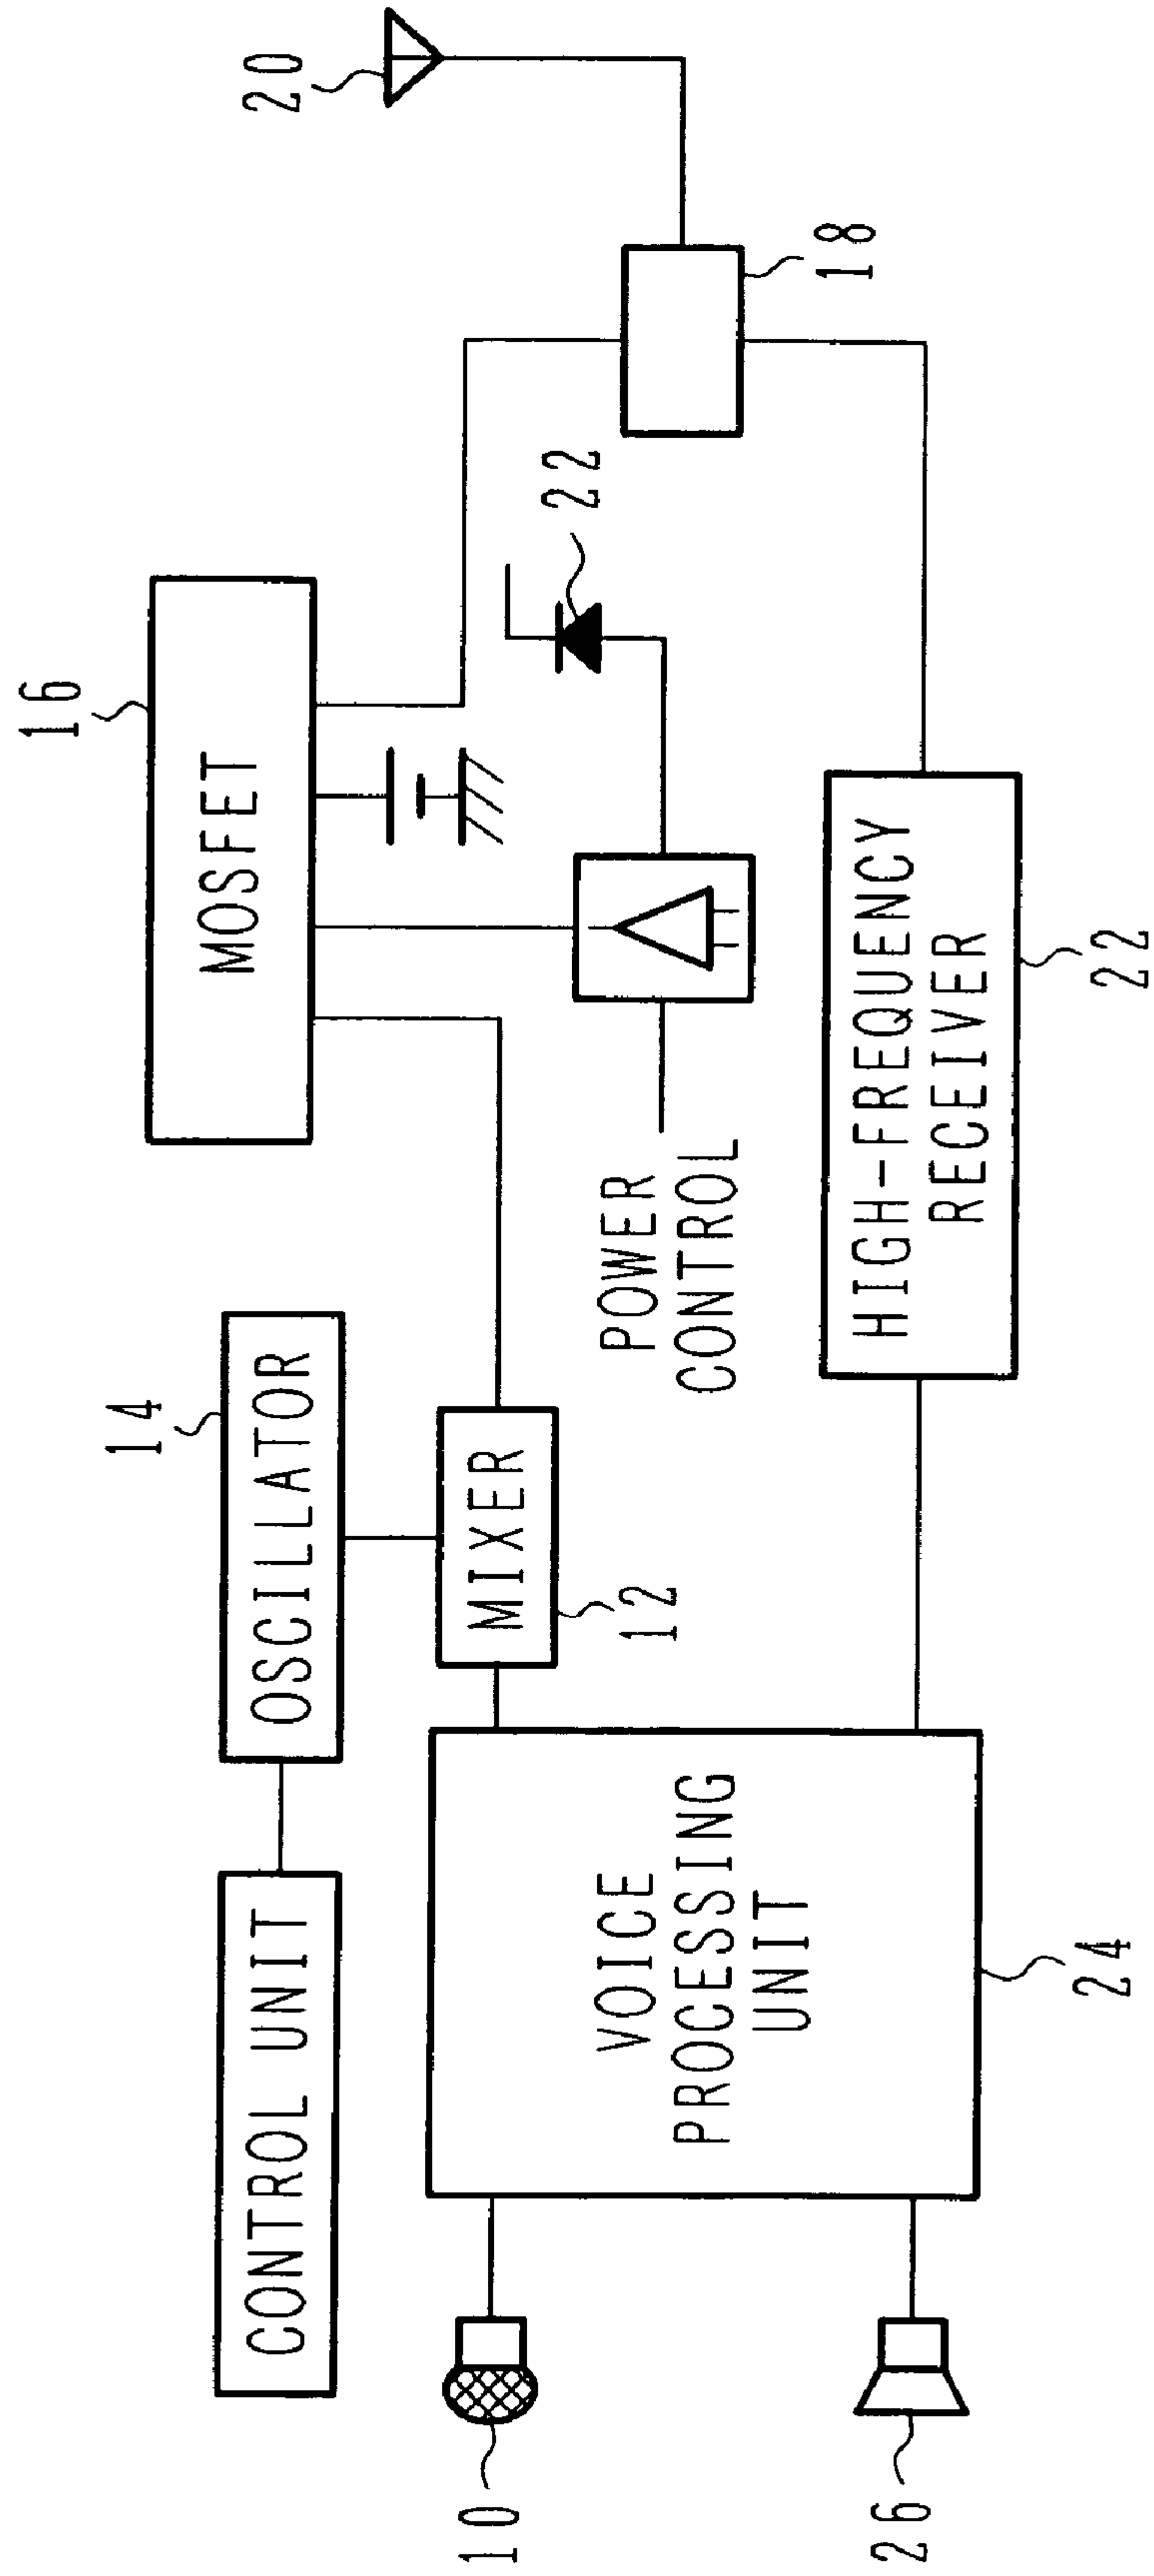 16
20
MOSFET
14
OSCILLATOR
CONTROL UNIT
22
18
MIXER
12
POWER
CONTROL
10
VOICE
PROCESSING
UNIT
24
HIGH-FREQUENCY
RECEIVER
22
26